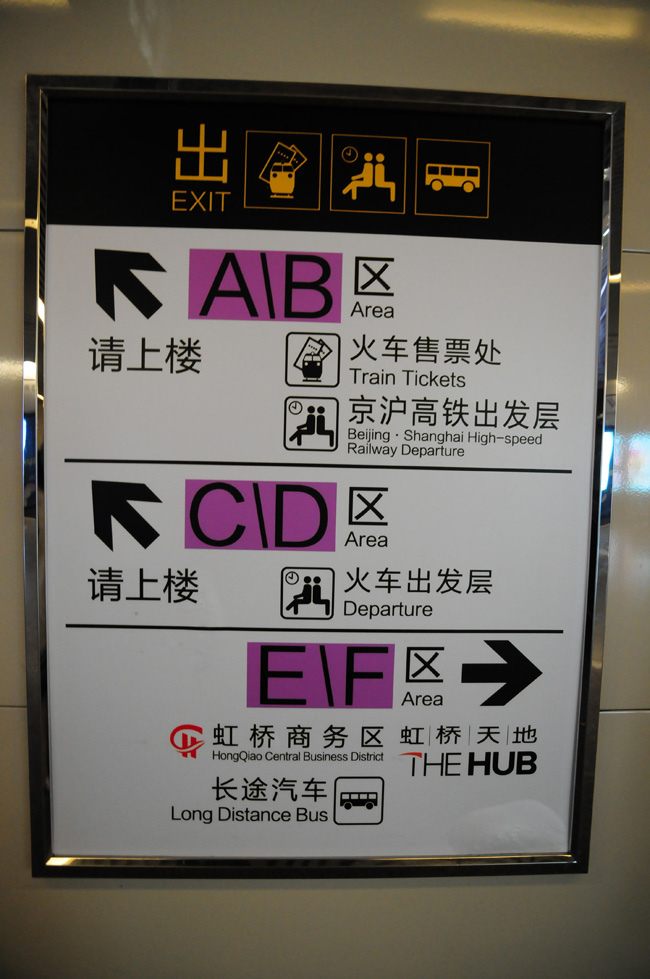 出
EXIT
A\B 区
Area
请上楼
火车售票处
Train Tickets
京沪高铁出发层
Beijing · Shanghai High-speed
Railway Departure
C\D 区
Area
请上楼
火车出发层
Departure
E\F 区
Area
虹桥商务区
HongQiao Central Business District
虹|桥|天|地
THE HUB
长途汽车
Long Distance Bus